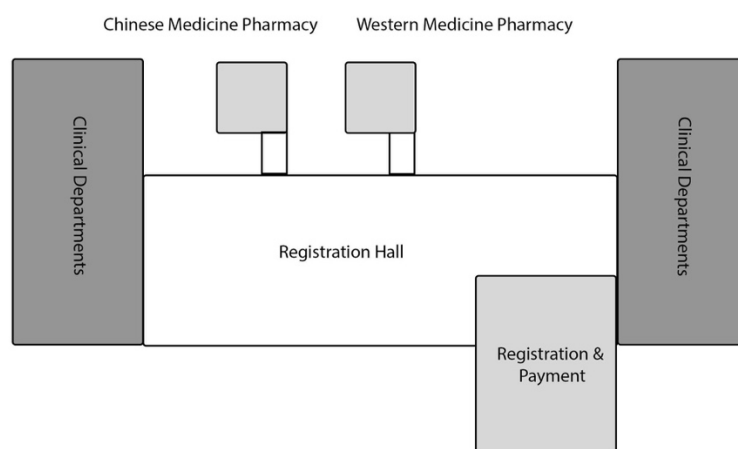 Chinese Medicine Pharmacy
Western Medicine Pharmacy
Clinical Departments
Registration Hall
Clinical Departments
Registration &
Payment